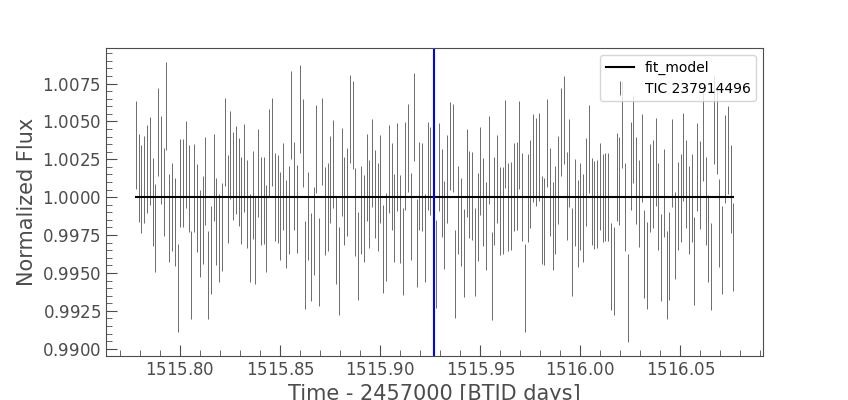 fit_model
TIC 237914496
1.0075
1.0050
1.0025
1.0000
0.9975
0.9950
0.9925
0.9900
Normalized Flux
1515.80 1515.85 1515.90 1515.95 1516.00 1516.05
Time - 2457000 [BTJD days]